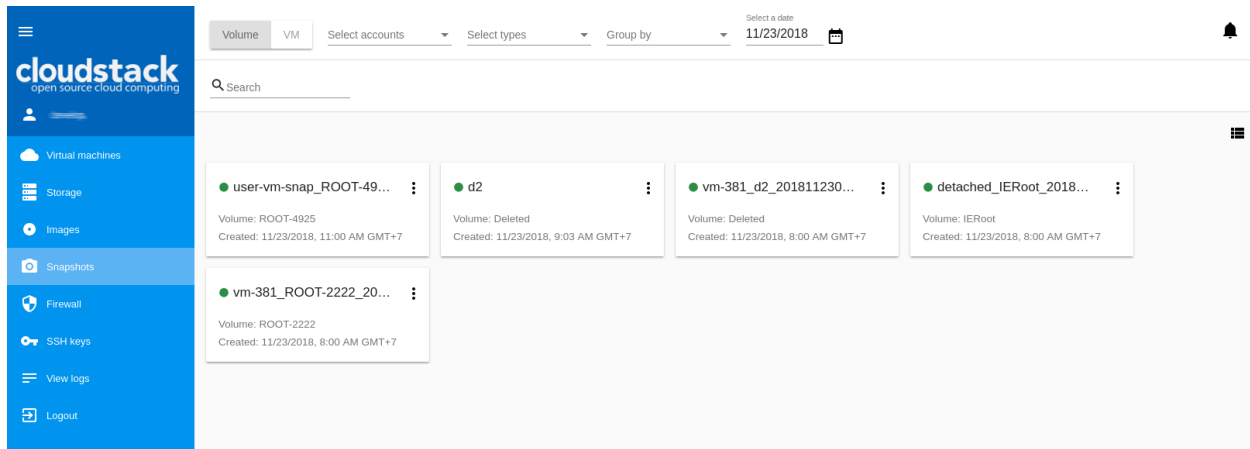 Select a date
Volume VM Select accounts Select types Group by 11/23/2018
cloudstack
open source cloud computing
Search
Virtual machines
Storage
Images
Snapshots
Firewall
SSH keys
View logs
Logout
user-vm-snap_ROOT-49...
Volume: ROOT-4925
Created: 11/23/2018, 11:00 AM GMT+7
d2
Volume: Deleted
Created: 11/23/2018, 9:03 AM GMT+7
vm-381_d2_201811230...
Volume: Deleted
Created: 11/23/2018, 8:00 AM GMT+7
detached_IERoot_2018...
Volume: IERoot
Created: 11/23/2018, 8:00 AM GMT+7
vm-381_ROOT-2222_20...
Volume: ROOT-2222
Created: 11/23/2018, 8:00 AM GMT+7